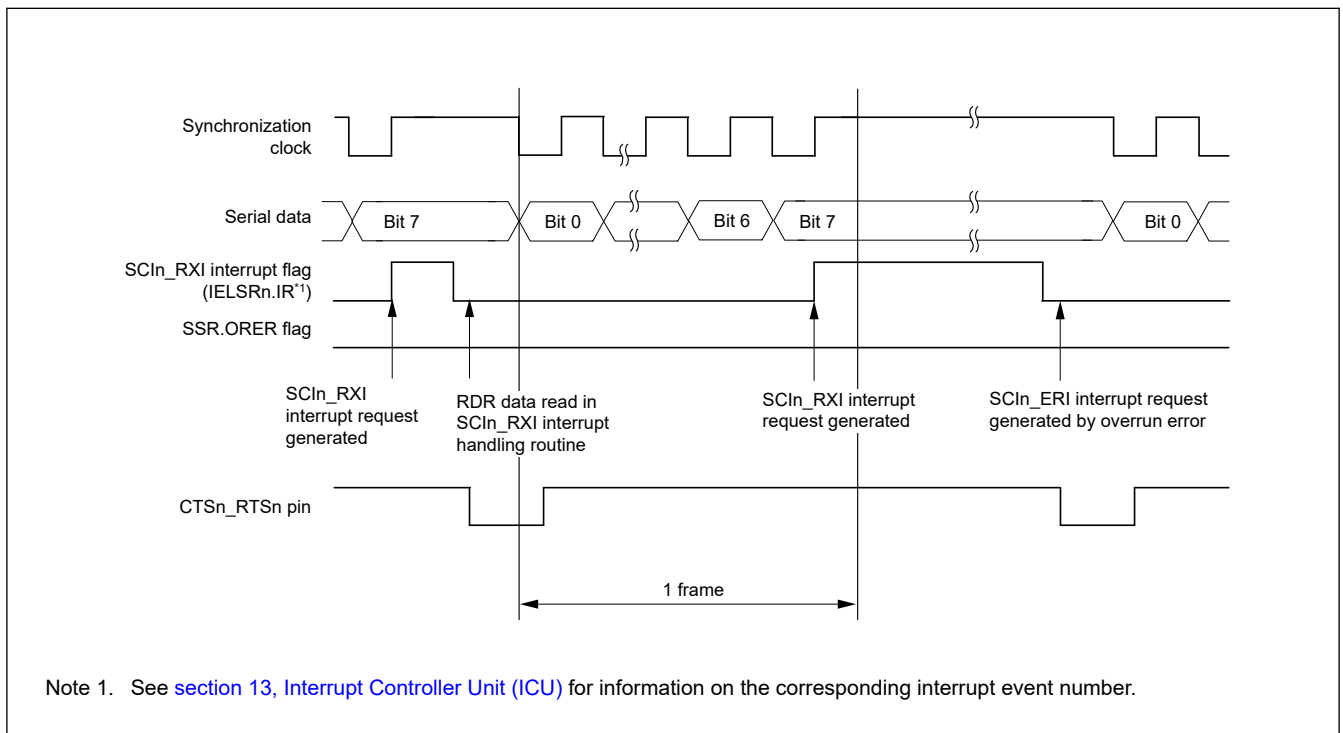 Synchronization
clock
Serial data
Bit 7
Bit 0
Bit 6
Bit 7
Bit 0
SCIn_RXI interrupt flag
(IELSRn.IR*1)
SSR.ORER flag
SCIn_RXI
interrupt request
generated
RDR data read in
SCIn_RXI interrupt
handling routine
SCIn_RXI interrupt
request generated
SCIn_ERI interrupt request
generated by overrun error
CTSn_RTSn pin
1 frame
Note 1. See section 13, Interrupt Controller Unit (ICU) for information on the corresponding interrupt event number.